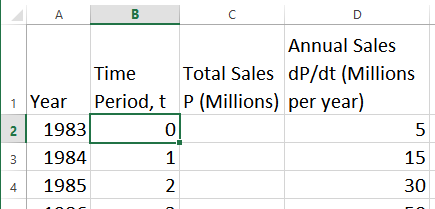 A B C D
Annual Sales
Time Total Sales dP/dt (Millions
1 Year Period, t P (Millions) per year)
2 1983 0 5
3 1984 1 15
4 1985 2 30